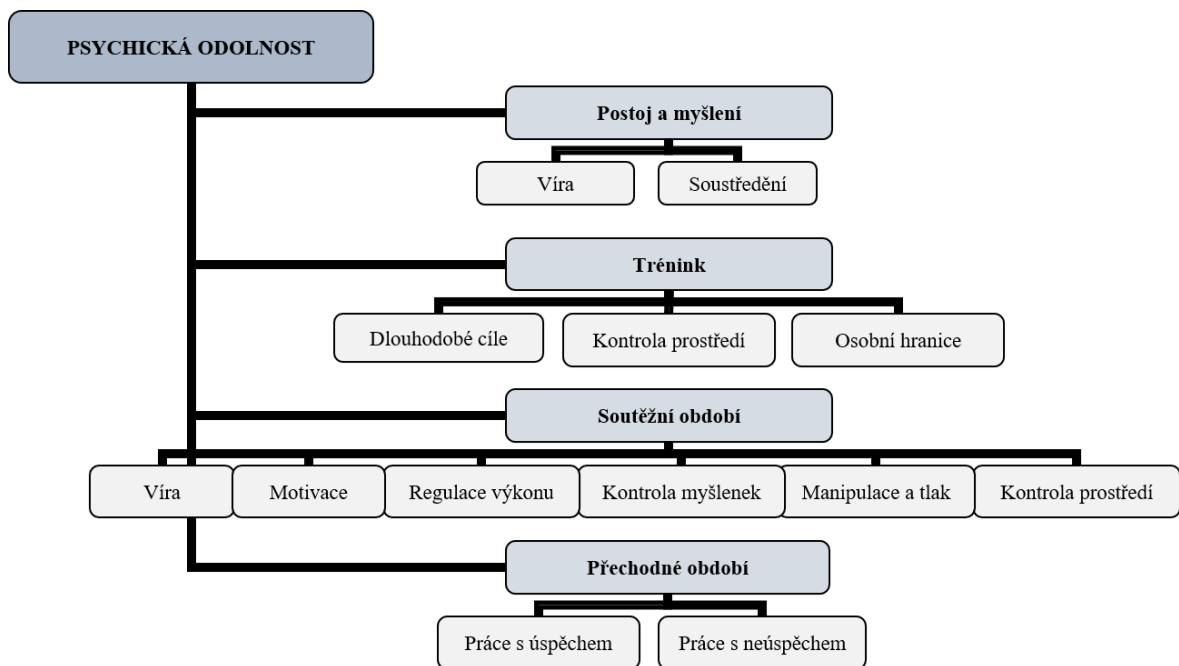 PSYCHICKÁ ODOLNOST
Postoj a myšlení
Víra
Soustředění
Trénink
Dlouhodobé cíle
Kontrola prostředí
Osobní hranice
Soutěžní období
Víra
Motivace
Regulace výkonu
Kontrola myšlenek
Manipulace a tlak
Kontrola prostředí
Přechodné období
Práce s úspěchem
Práce s neúspěchem